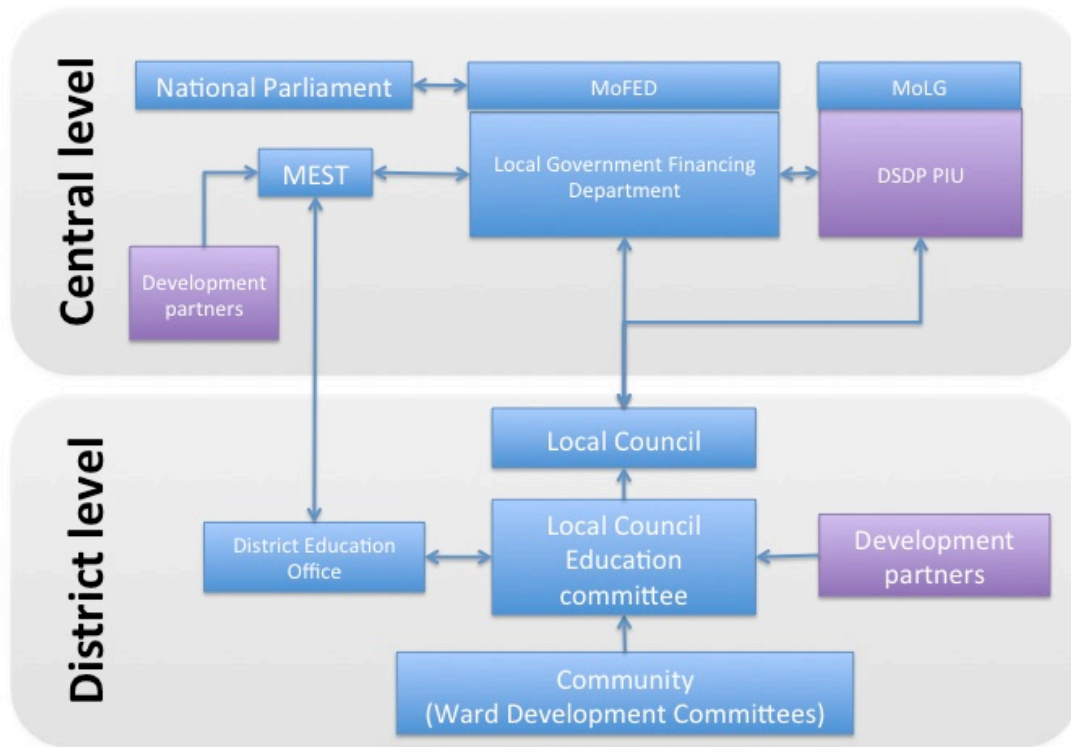 Central level
National Parliament
MoFED
MoLG
MEST
Local Government Financing
Department
DSDP PIU
Development
partners
District level
Local Council
District Education
Office
Local Council
Education
committee
Development
partners
Community
(Ward Development Committees)